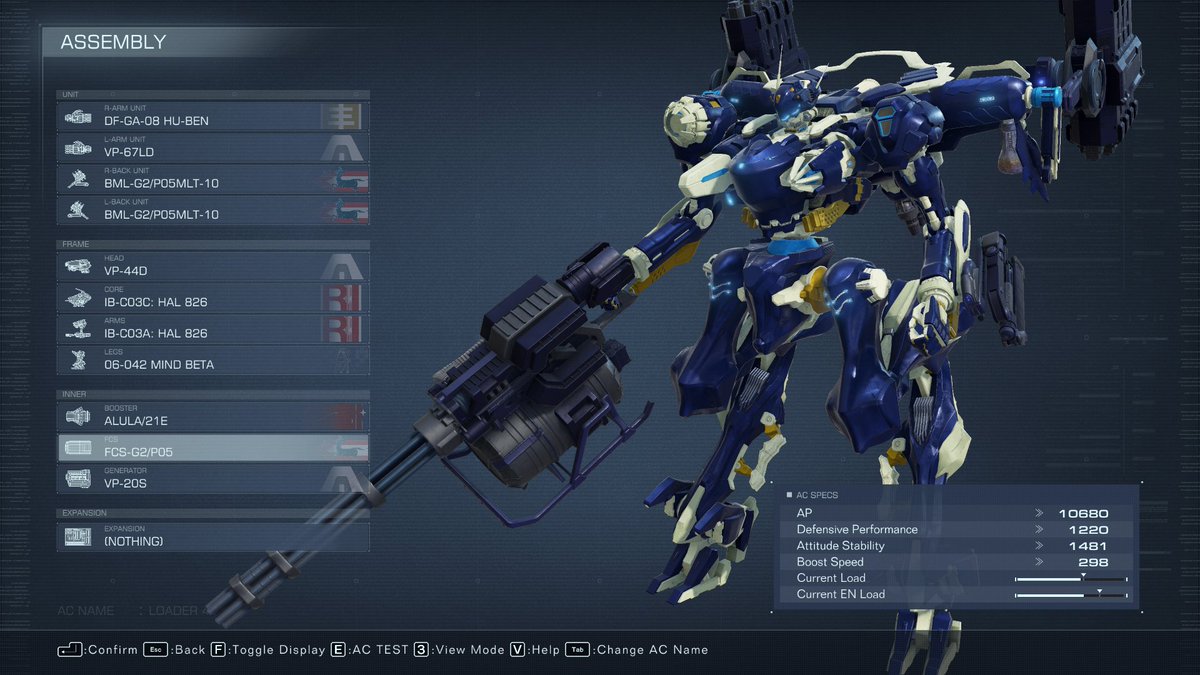 ASSEMBLY
UNIT
R-ARM UNIT
DF-GA-08 HU-BEN
L-ARM UNIT
VP-67LD
R-BACK UNIT
BML-G2/P05MLT-10
L-BACK UNIT
BML-G2/P05MLT-10
FRAME
HEAD
VP-44D
CORE
IB-C03C: HAL 826
ARMS
IB-C03A: HAL 826
LEGS
06-042 MIND BETA
INNER
BOOSTER
ALULA/21E
FCS
FCS-G2/P05
GENERATOR
VP-20S
EXPANSION
EXPANSION
(NOTHING)
AC NAME : LOADER 4
AC SPECS
AP 10680
Defensive Performance 1220
Attitude Stability 1481
Boost Speed 298
Current Load
Current EN Load
:Confirm Esc :Back F :Toggle Display E :AC TEST 3 :View Mode V :Help Tab :Change AC Name